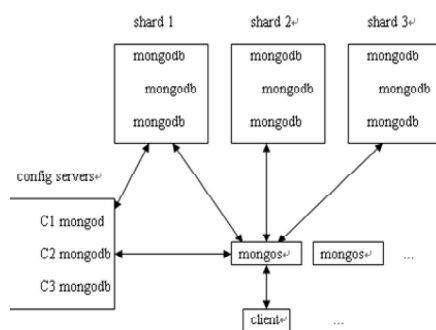 shard 1 shard 2 shard 3
mongodb mongodb mongodb
mongodb mongodb mongodb
mongodb mongodb mongodb
config servers
C1 mongod
C2 mongodb
C3 mongodb
mongos mongos ...
client ...